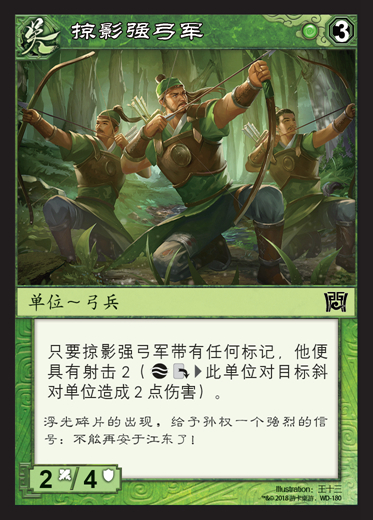 吴 掠影强弓军 3
单位~弓兵
只要掠影强弓军带有任何标记，他便
具有射击2（ 此单位对目标斜
对单位造成2点伤害）。
浮光碎片的出现，给予孙权一个强烈的信
号：不能再安于江东了！
2 / 4
Illustration：王十三
™&© 2018 游卡桌游，WD-180